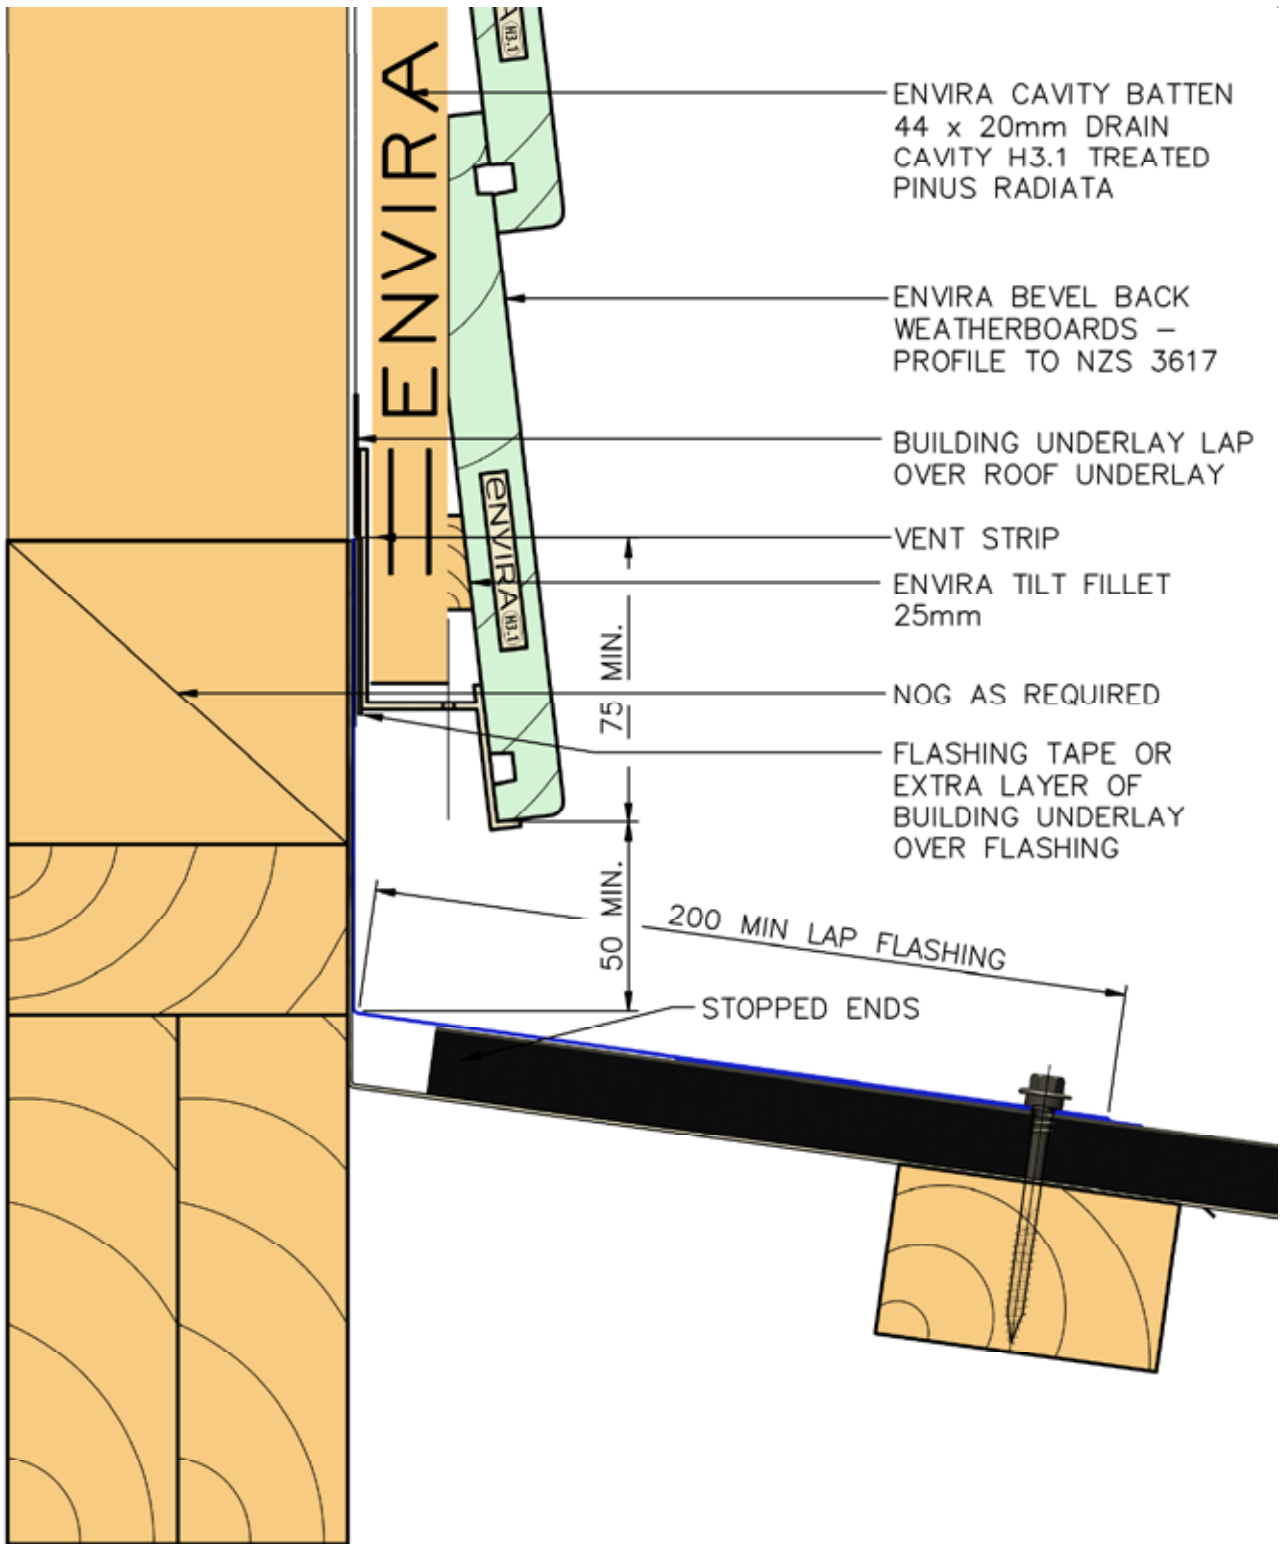 A
H3.1
ENVIRA
ENVIRA CAVITY BATTEN
44 x 20mm DRAIN
CAVITY H3.1 TREATED
PINUS RADIATA
ENVIRA BEVEL BACK
WEATHERBOARDS –
PROFILE TO NZS 3617
BUILDING UNDERLAY LAP
OVER ROOF UNDERLAY
VENT STRIP
ENVIRA TILT FILLET
25mm
eNVIRA H3.1
75 MIN.
NOG AS REQUIRED
FLASHING TAPE OR
EXTRA LAYER OF
BUILDING UNDERLAY
OVER FLASHING
50 MIN.
200 MIN LAP FLASHING
STOPPED ENDS